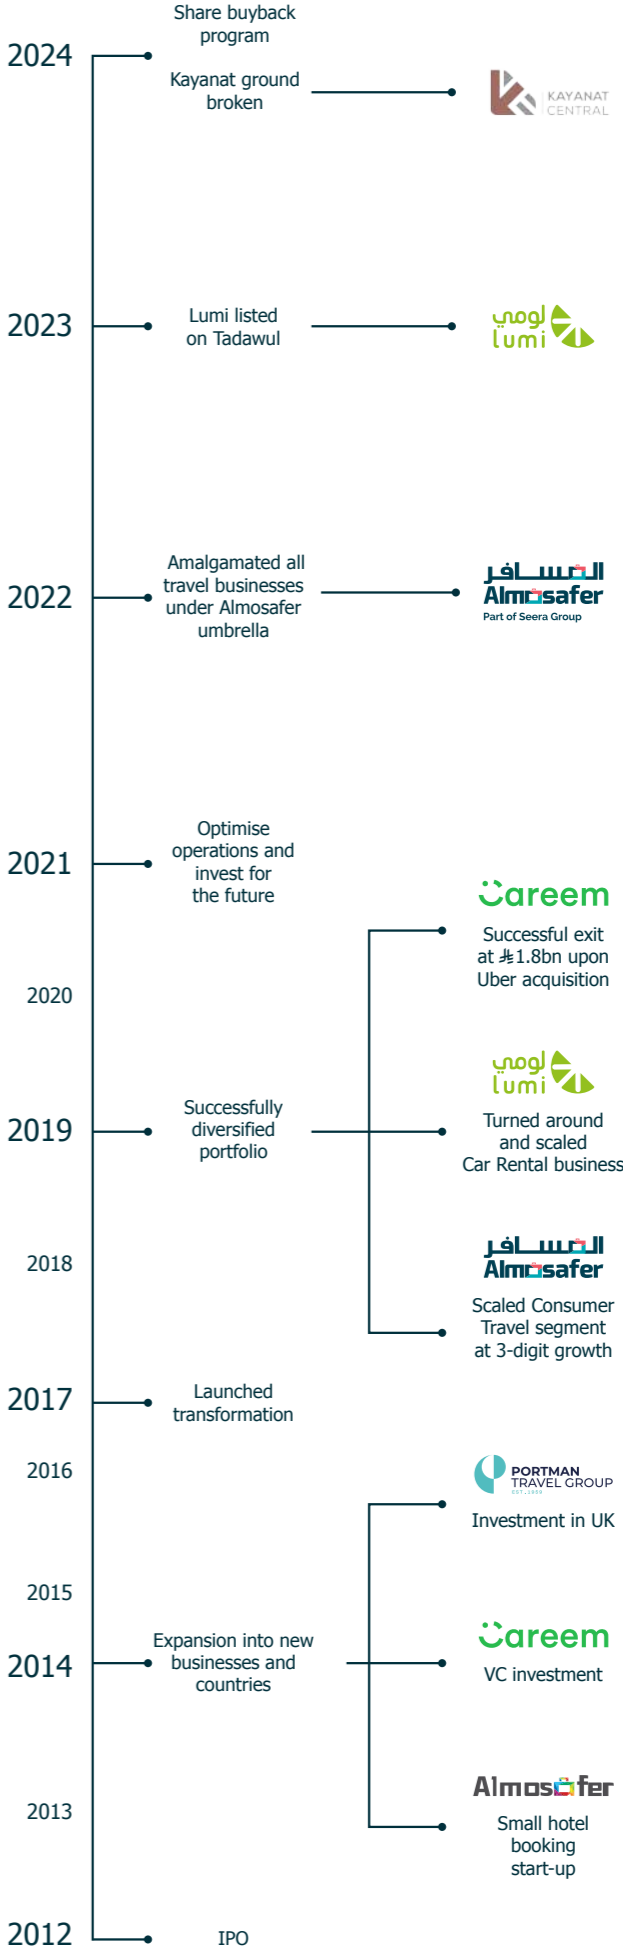 2024
Share buyback
program
Kayanat ground
broken
KAYANAT
CENTRAL
2023
Lumi listed
on Tadawul
لومي
lumi
2022
Amalgamated all
travel businesses
under Almosafer
umbrella
المسافر
Almosafer
Part of Seera Group
2021
Optimise
operations and
invest for
the future
Careem
Successful exit
at 1.8bn upon
Uber acquisition
2020
لومي
lumi
2019
Successfully
diversified
portfolio
Turned around
and scaled
Car Rental business
2018
المسافر
Almosafer
Scaled Consumer
Travel segment
at 3-digit growth
2017
Launched
transformation
2016
PORTMAN
TRAVEL GROUP
EST.1959
Investment in UK
2015
2014
Expansion into new
businesses and
countries
Careem
VC investment
2013
Almosafer
Small hotel
booking
start-up
2012
IPO